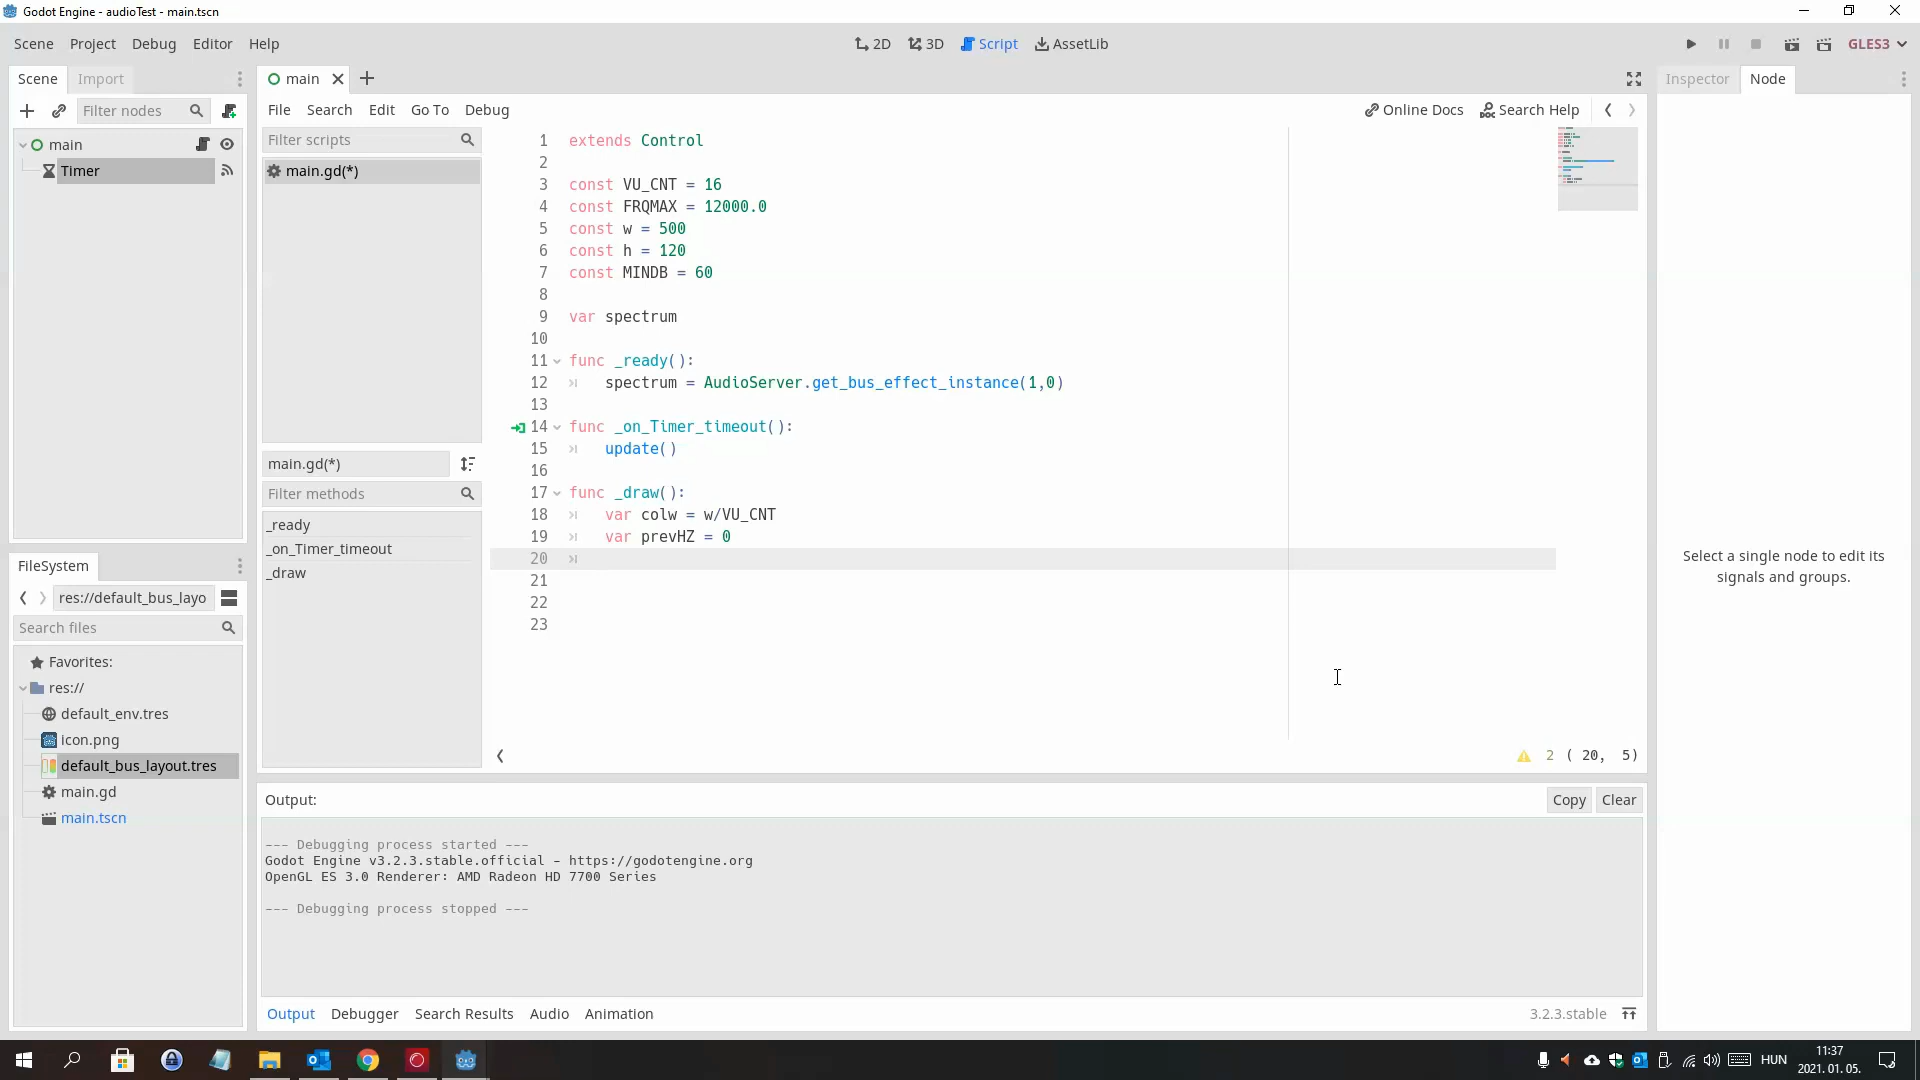 Godot Engine - audioTest - main.tscn
Scene Project Debug Editor Help
2D 3D Script AssetLib
GLES3
Scene Import
Filter nodes
main
Timer
FileSystem
res://default_bus_layo
Search files
Favorites:
res://
default_env.tres
icon.png
default_bus_layout.tres
main.gd
main.tscn
main
File Search Edit Go To Debug
Online Docs Search Help
Filter scripts
main.gd(*)
main.gd(*)
Filter methods
_ready
_on_Timer_timeout
_draw
1 extends Control
2
3 const VU_CNT = 16
4 const FRQMAX = 12000.0
5 const w = 500
6 const h = 120
7 const MINDB = 60
8
9 var spectrum
10
11 func _ready():
12 spectrum = AudioServer.get_bus_effect_instance(1,0)
13
14 func _on_Timer_timeout():
15 update()
16
17 func _draw():
18 var colw = w/VU_CNT
19 var prevHZ = 0
20
21
22
23
2 ( 20, 5)
Output:
Copy Clear
--- Debugging process started ---
Godot Engine v3.2.3.stable.official - https://godotengine.org
OpenGL ES 3.0 Renderer: AMD Radeon HD 7700 Series
--- Debugging process stopped ---
Output Debugger Search Results Audio Animation
3.2.3.stable
Inspector Node
Select a single node to edit its
signals and groups.
HUN
11:37
2021. 01. 05.